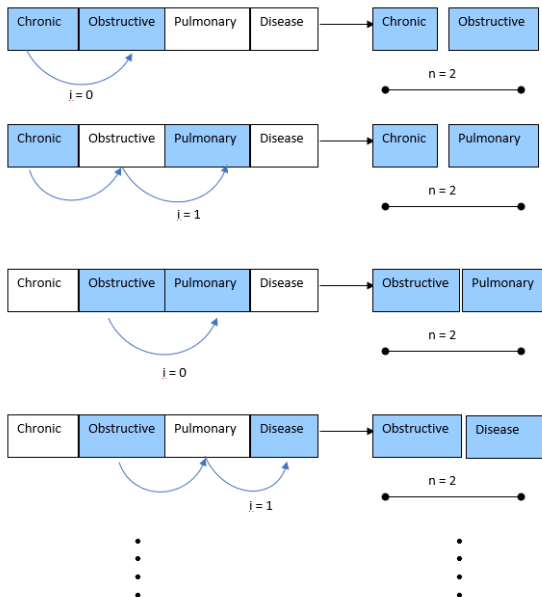 Chronic Obstructive Pulmonary Disease Chronic Obstructive
n = 2
i = 0
Chronic Obstructive Pulmonary Disease Chronic Pulmonary
n = 2
i = 1
Chronic Obstructive Pulmonary Disease Obstructive Pulmonary
n = 2
i = 0
Chronic Obstructive Pulmonary Disease Obstructive Disease
n = 2
i = 1